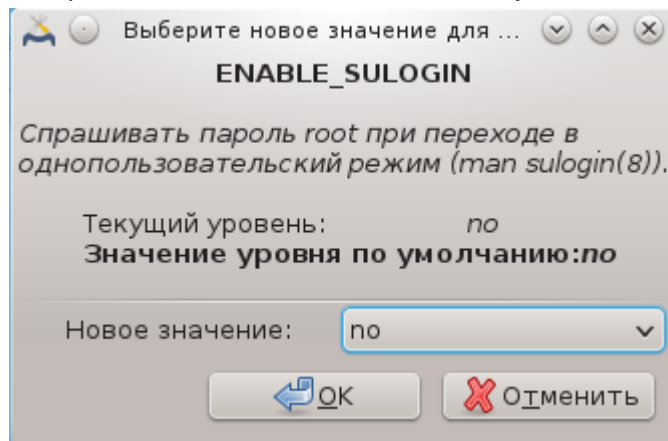 Выберите новое значение для ...
ENABLE_SULOGIN
Спрашивать пароль root при переходе в
однопользовательский режим (man sulogin(8)).
Текущий уровень: no
Значение уровня по умолчанию:no
Новое значение: no
OK Отменить